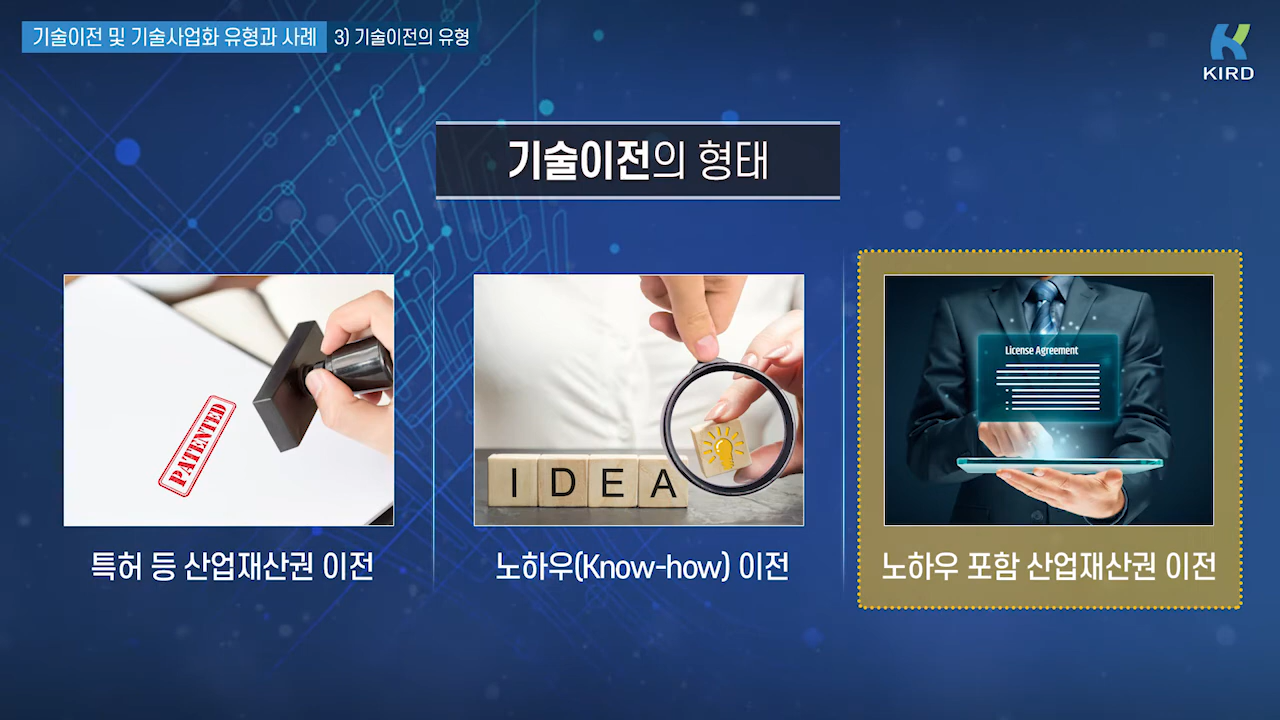 기술이전 및 기술사업화 유형과 사례 3) 기술이전의 유형
KIRD
기술이전의 형태
PATENTED
IDEA
License Agreement
특허 등 산업재산권 이전
노하우(Know-how) 이전
노하우 포함 산업재산권 이전